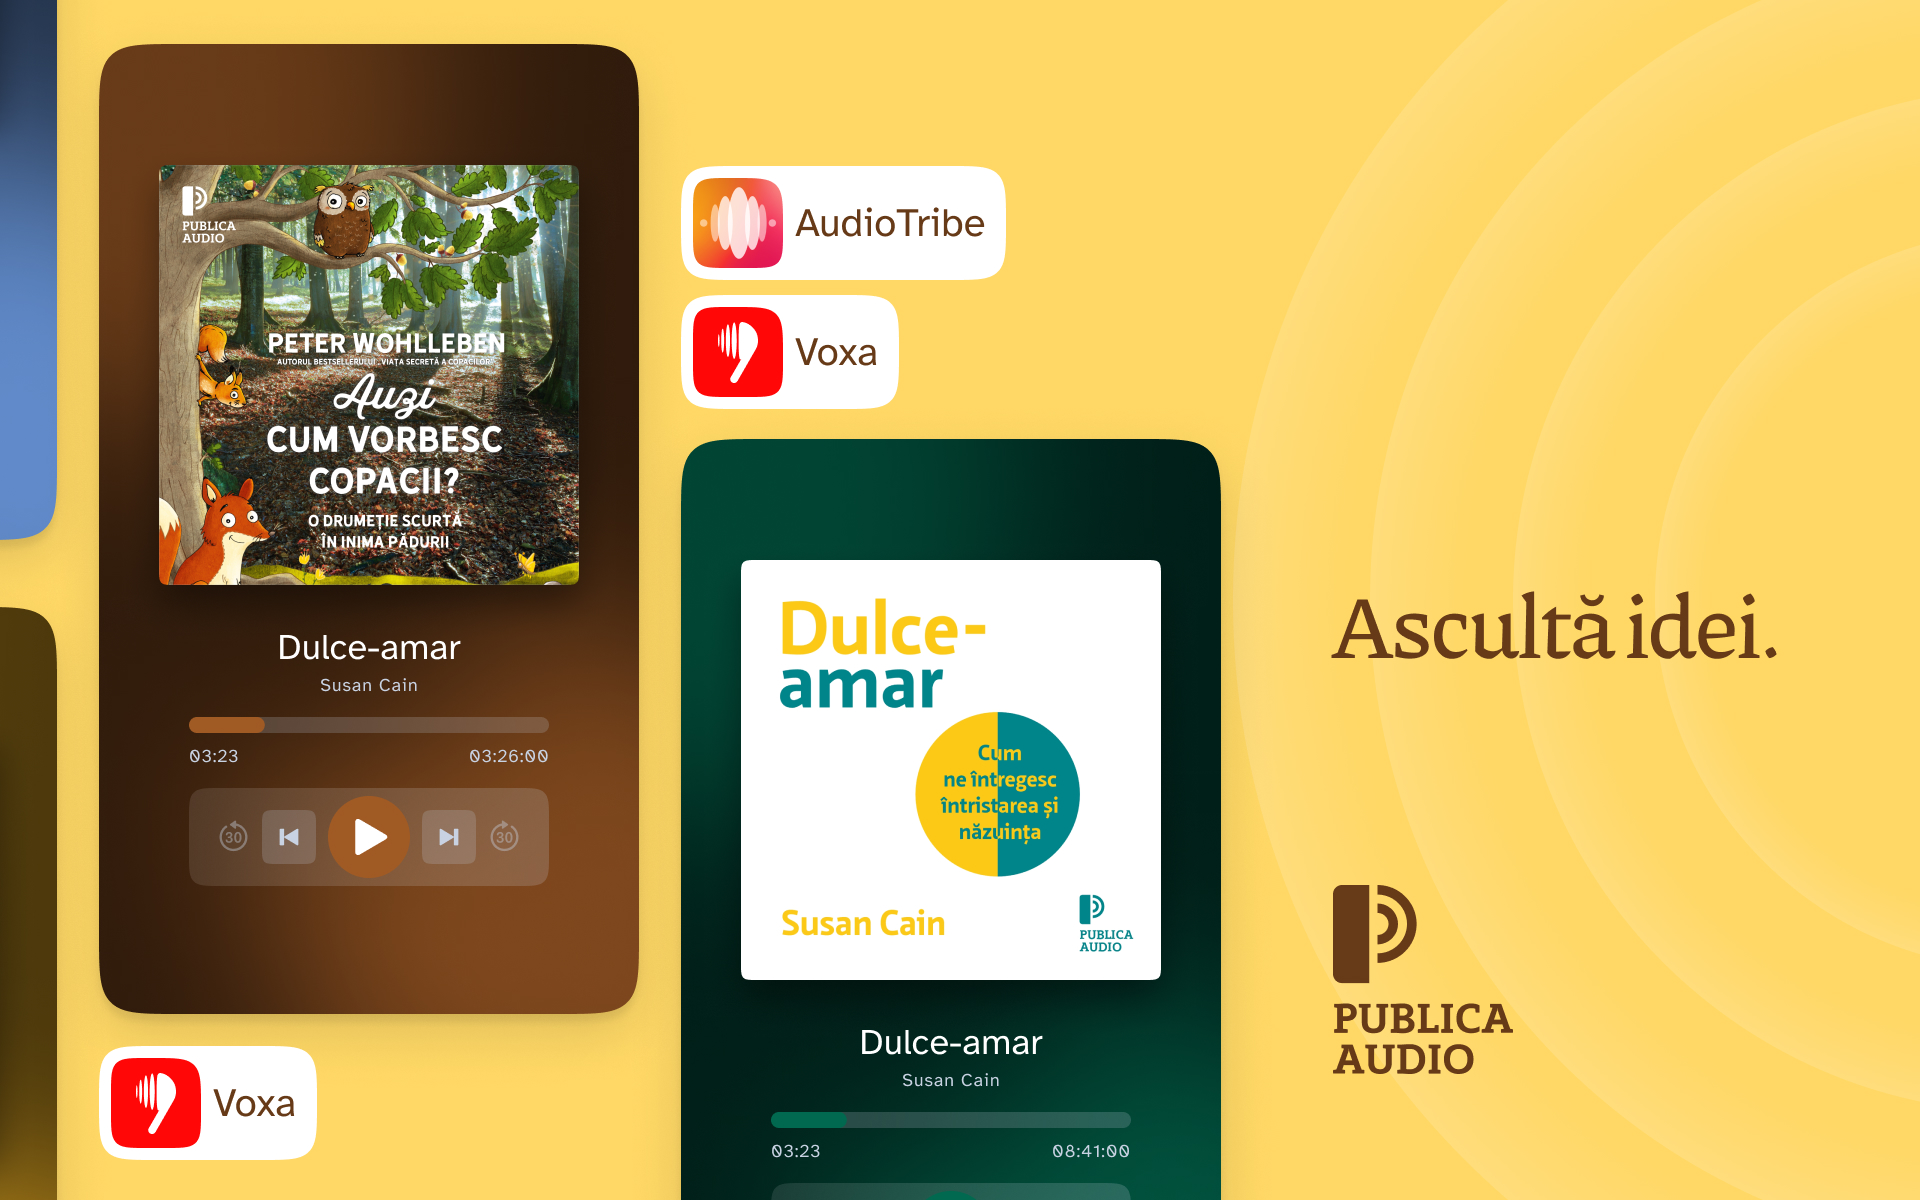 PUBLICA
AUDIO
PETER WOHLLEBEN
AUTORUL BESTSELLERULUI „VIAȚA SECRETĂ A COPACILOR”
Auzi
CUM VORBESC
COPACII?
O DRUMEȚIE SCURTĂ
ÎN INIMA PĂDURII
Dulce-amar
Susan Cain
03:23
03:26:00
30
30
Voxa
AudioTribe
Voxa
Dulce-
amar
Cum
ne întregesc
întristarea și
năzuința
Susan Cain
PUBLICA
AUDIO
Dulce-amar
Susan Cain
03:23
08:41:00
Ascultă idei.
PUBLICA
AUDIO